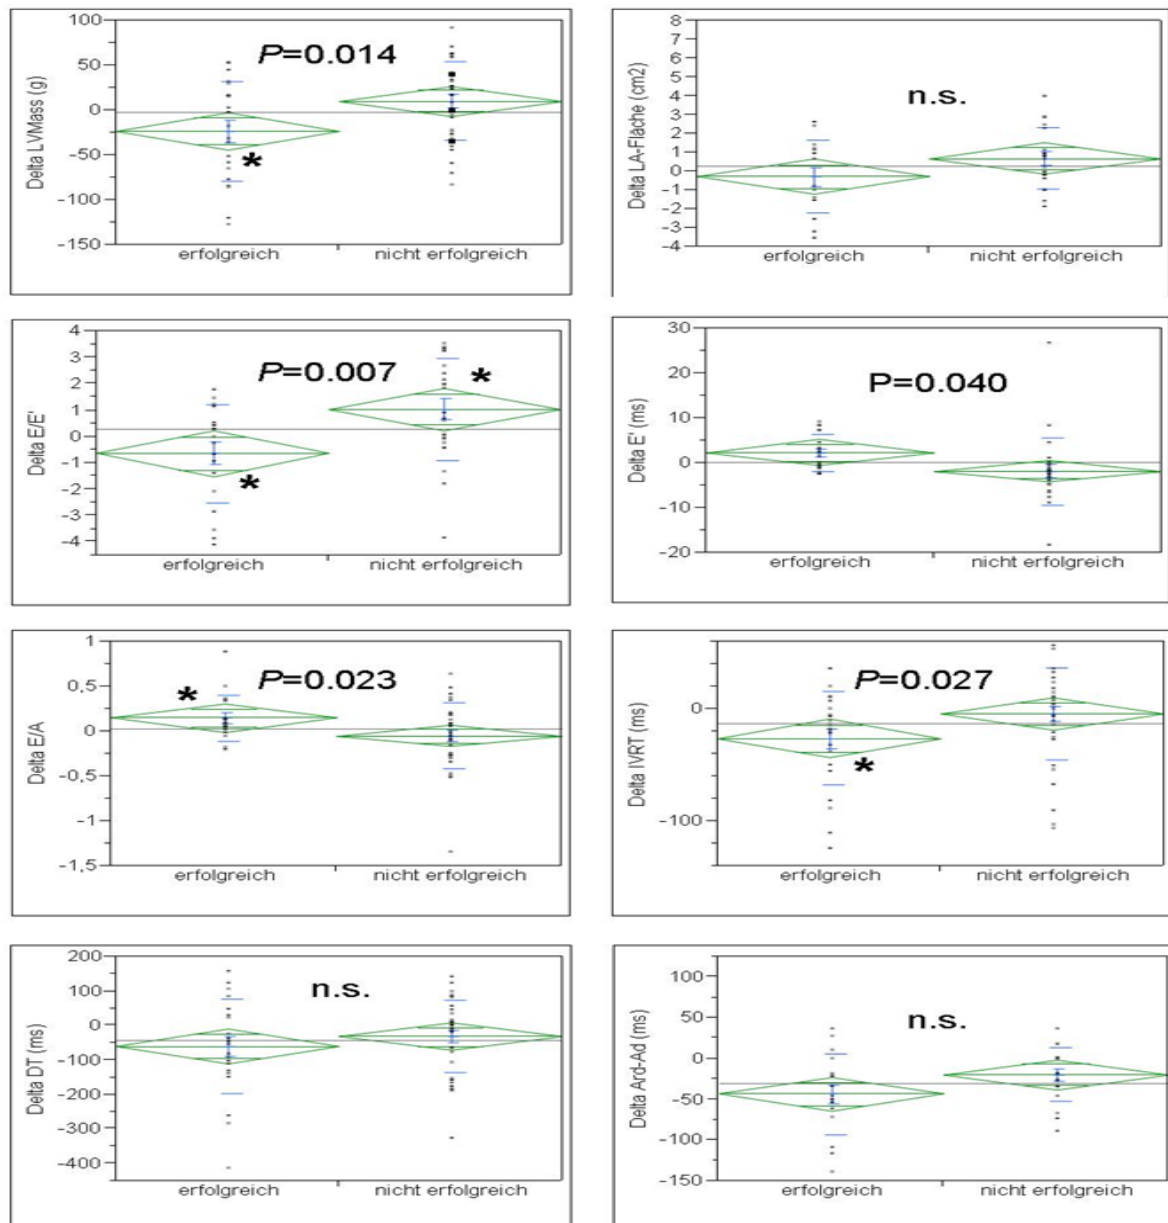 100
50
0
-50
-100
-150
Delta LVMass (g)
P=0.014
*
erfolgreich
nicht erfolgreich
8
7
6
5
4
3
2
1
0
-1
-2
-3
-4
Delta LA-Fläche (cm2)
n.s.
erfolgreich
nicht erfolgreich
4
3
2
1
0
-1
-2
-3
-4
Delta E/E'
P=0.007
*
*
erfolgreich
nicht erfolgreich
30
20
10
0
-10
-20
Delta E' (ms)
P=0.040
erfolgreich
nicht erfolgreich
1
0,5
0
-0,5
-1
-1,5
Delta E/A
*
P=0.023
erfolgreich
nicht erfolgreich
0
-100
Delta IVRT (ms)
P=0.027
*
erfolgreich
nicht erfolgreich
200
100
0
-100
-200
-300
-400
Delta DT (ms)
n.s.
erfolgreich
nicht erfolgreich
100
50
0
-50
-100
-150
Delta Ard-Ad (ms)
n.s.
erfolgreich
nicht erfolgreich